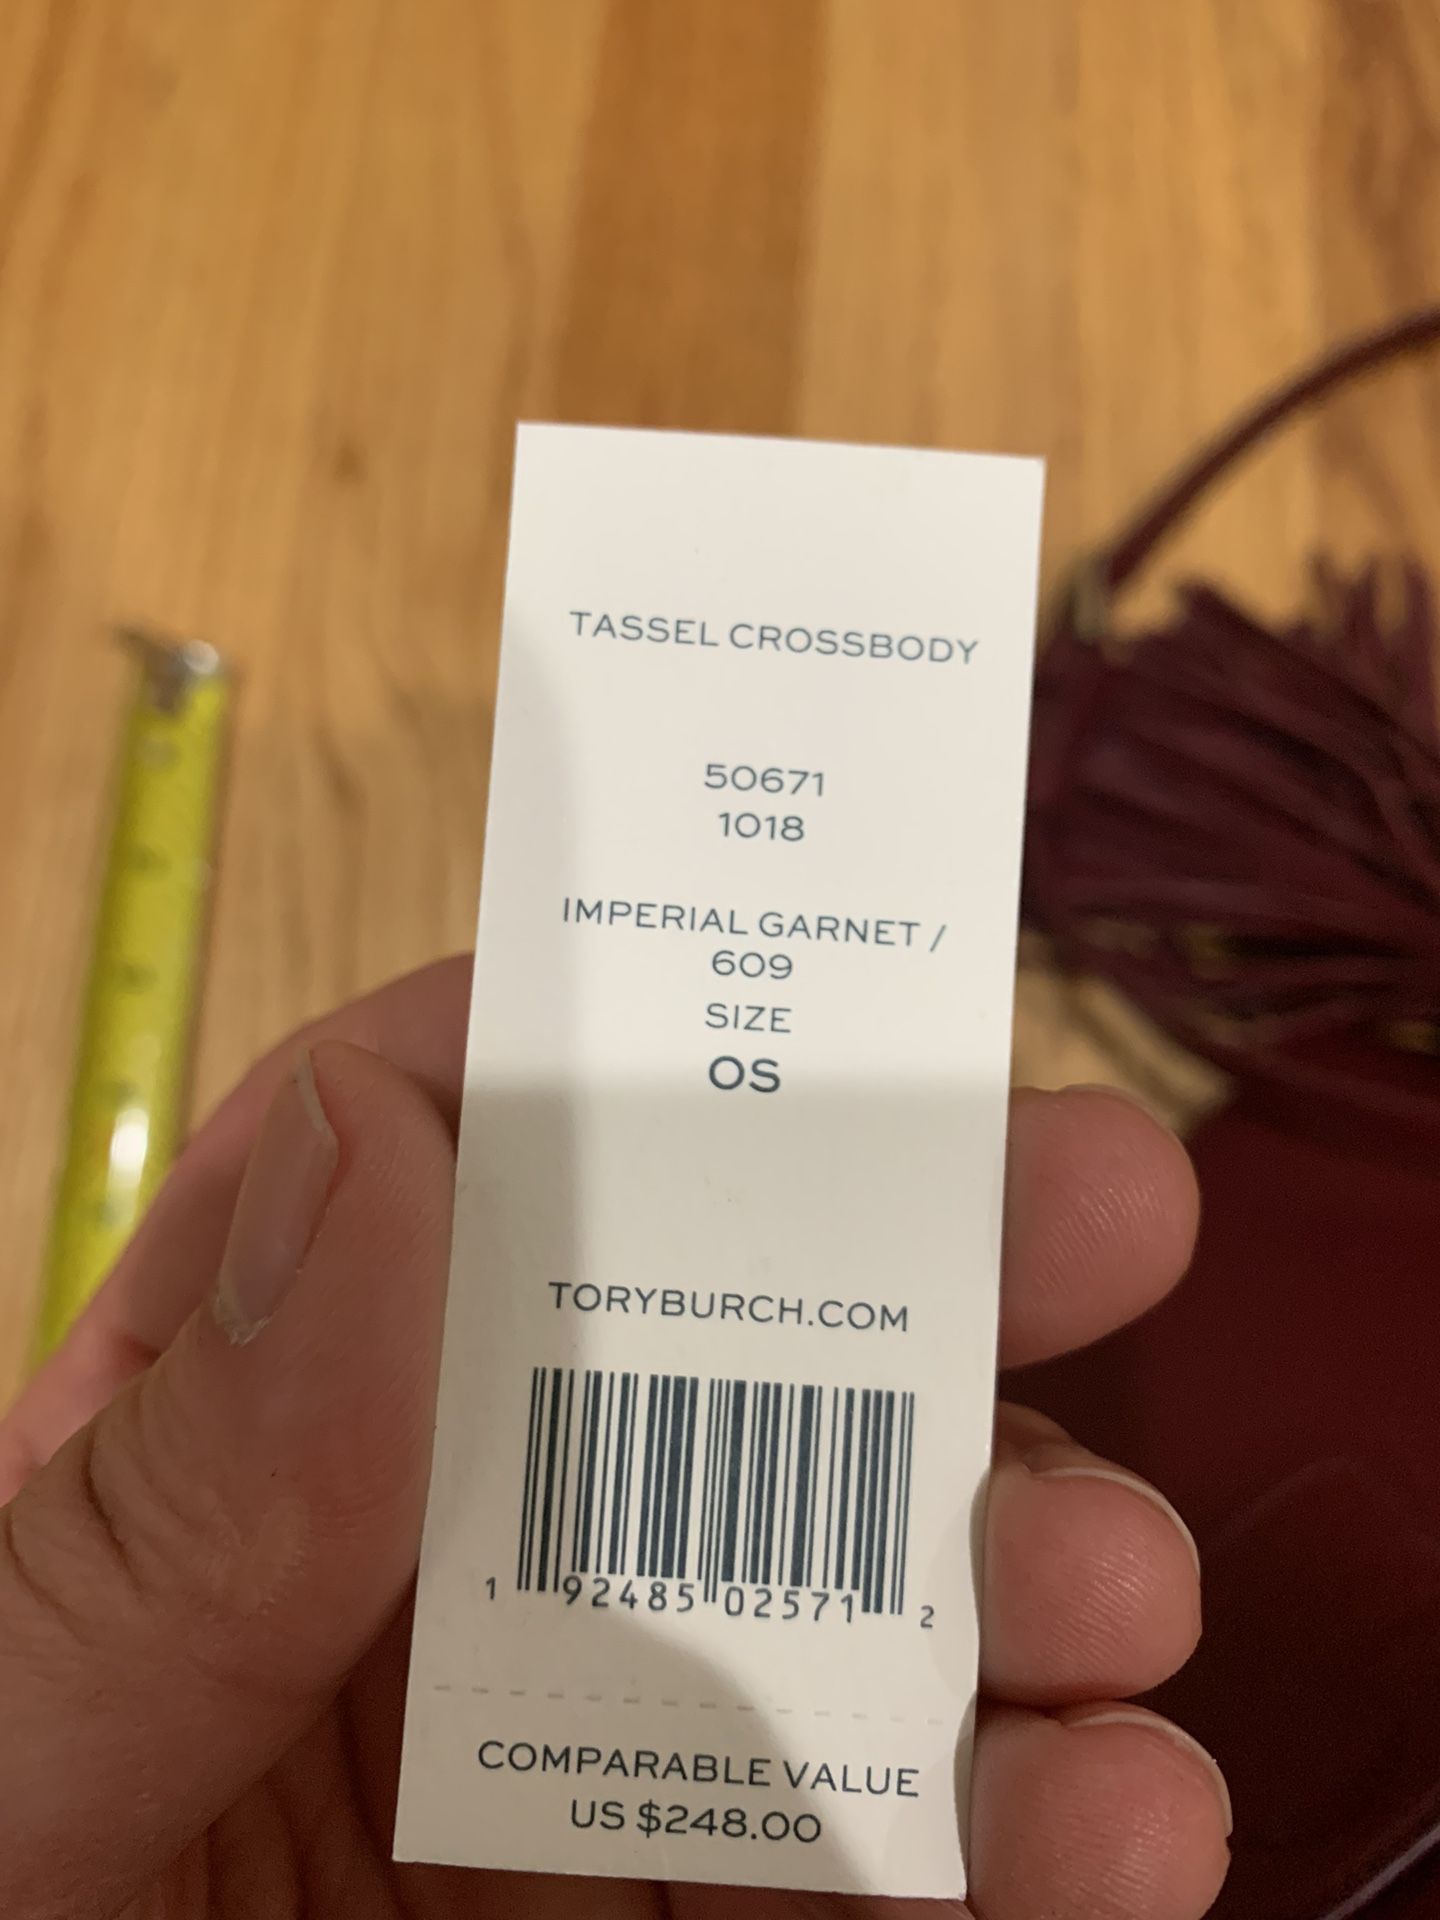 TASSEL CROSSBODY
50671
1018
IMPERIAL GARNET /
609
SIZE
OS
TORYBURCH.COM
1 92485 02571 2
COMPARABLE VALUE
US $248.00